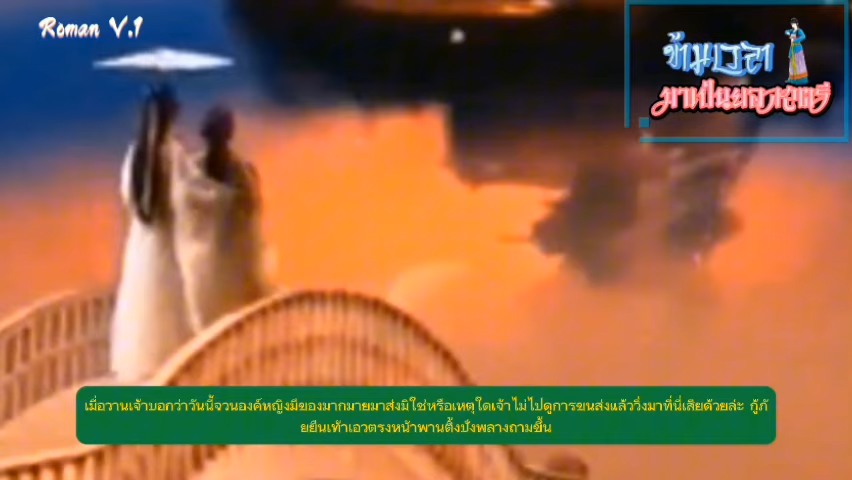 Roman V.1
ข้ามเวลา
มาเป็นยอดสตรี
เมื่อวานเจ้าบอกว่าวันนี้จวนองค์หญิงมีของมากมายมาส่งมิใช่หรือเหตุใดเจ้าไม่ไปดูการขนส่งแล้ววิ่งมาที่นี่เสียด้วยล่ะ กู้ภั
ยยืนเท้าเอวตรงหน้าพานติ้งปังพลางถามขึ้น